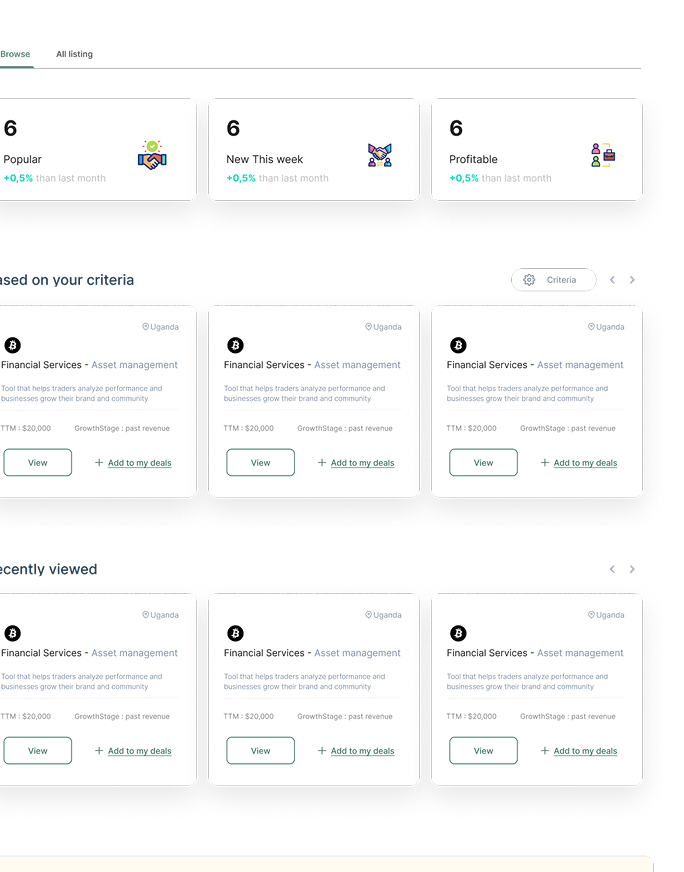 Browse All listing
6 6 6
Popular New This week Profitable
+0,5% than last month +0,5% than last month +0,5% than last month
ased on your criteria Criteria
Uganda Uganda Uganda
Financial Services - Asset management Financial Services - Asset management Financial Services - Asset management
Tool that helps traders analyze performance and Tool that helps traders analyze performance and Tool that helps traders analyze performance and
businesses grow their brand and community businesses grow their brand and community businesses grow their brand and community
TTM : $20,000 GrowthStage : past revenue TTM : $20,000 GrowthStage : past revenue TTM : $20,000 GrowthStage : past revenue
View + Add to my deals View + Add to my deals View + Add to my deals
ecently viewed
Uganda Uganda Uganda
Financial Services - Asset management Financial Services - Asset management Financial Services - Asset management
Tool that helps traders analyze performance and Tool that helps traders analyze performance and Tool that helps traders analyze performance and
businesses grow their brand and community businesses grow their brand and community businesses grow their brand and community
TTM : $20,000 GrowthStage : past revenue TTM : $20,000 GrowthStage : past revenue TTM : $20,000 GrowthStage : past revenue
View + Add to my deals View + Add to my deals View + Add to my deals